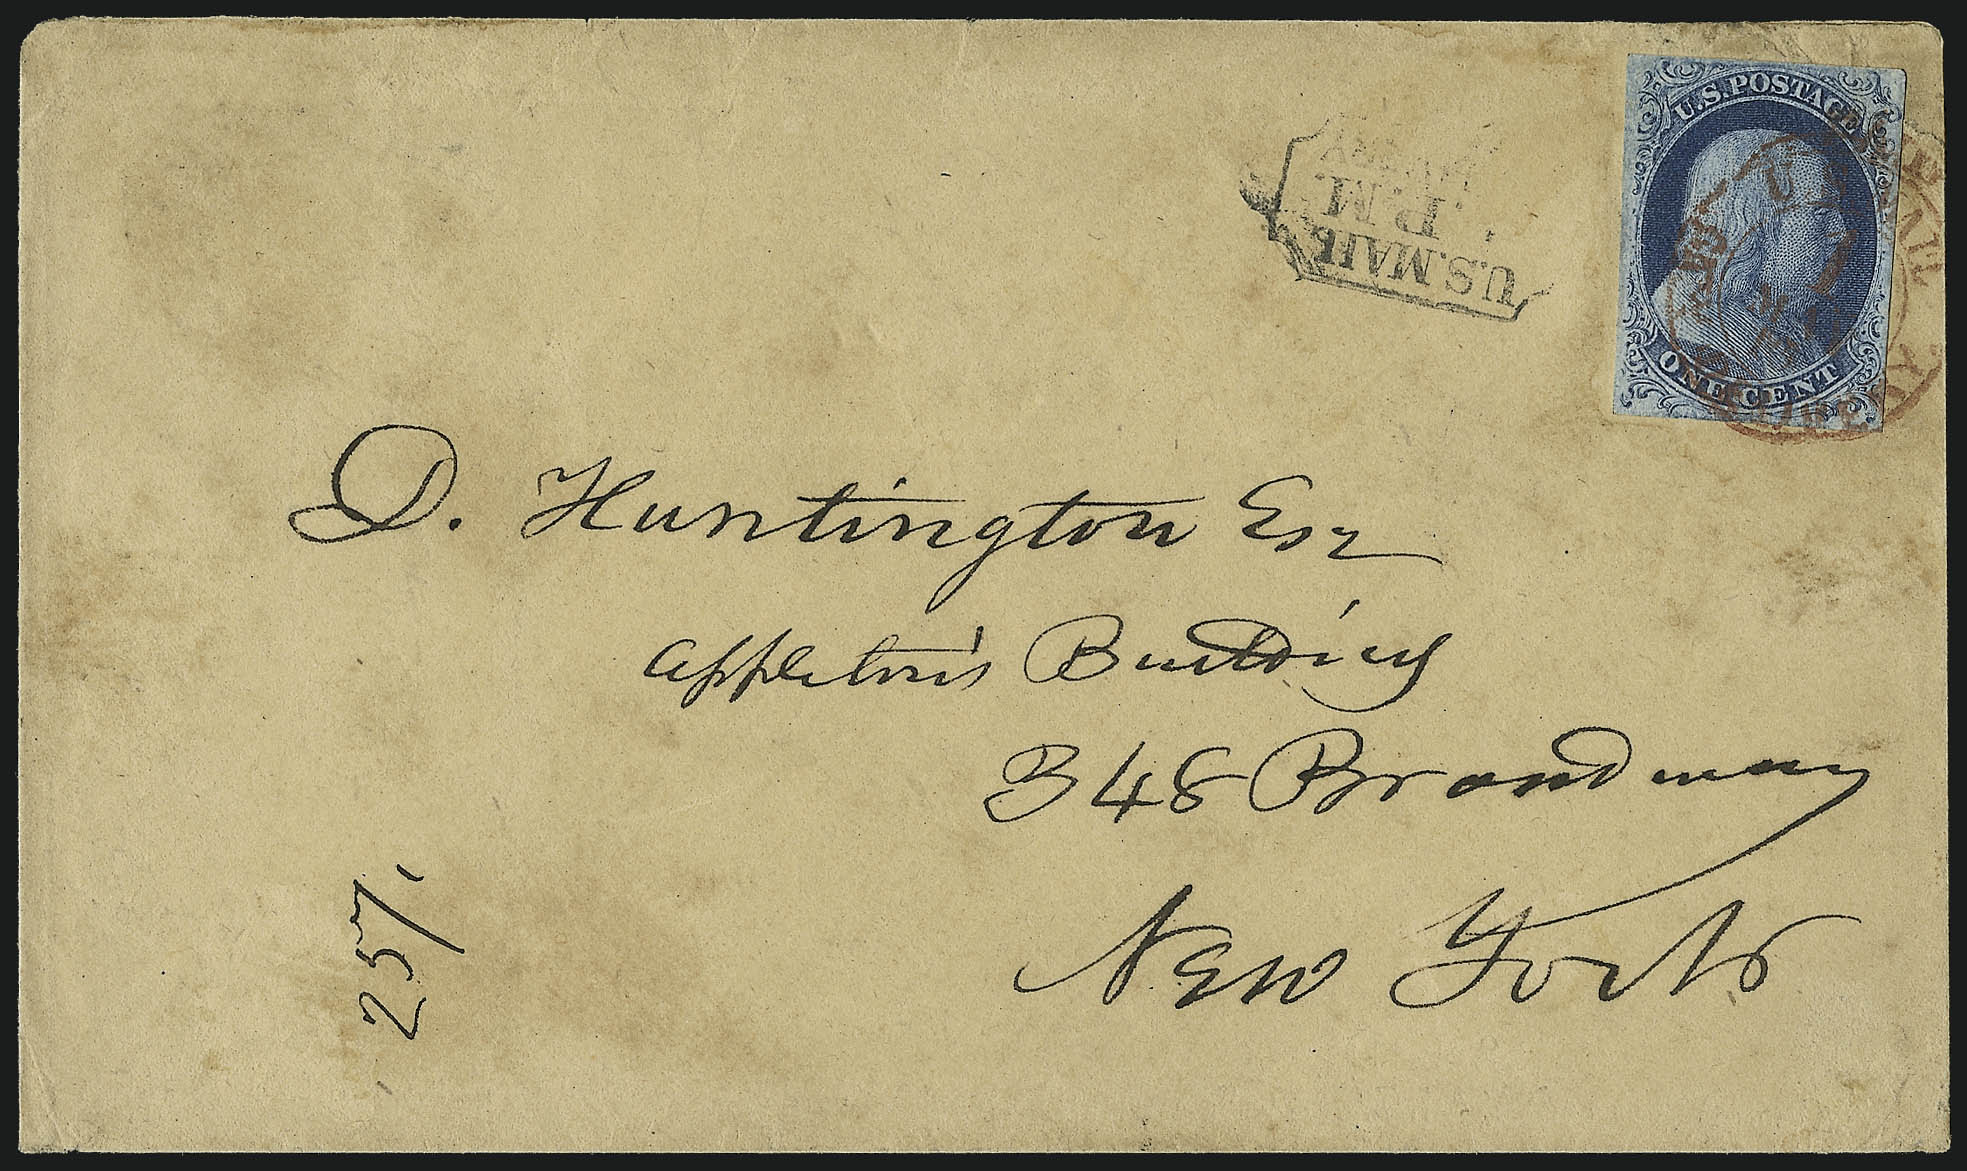 U.S. POSTAGE
ONE CENT
U.S. MAIL
P.M.
D. Huntington Esq
Appleton's Building
348 Broadway
New York
257.